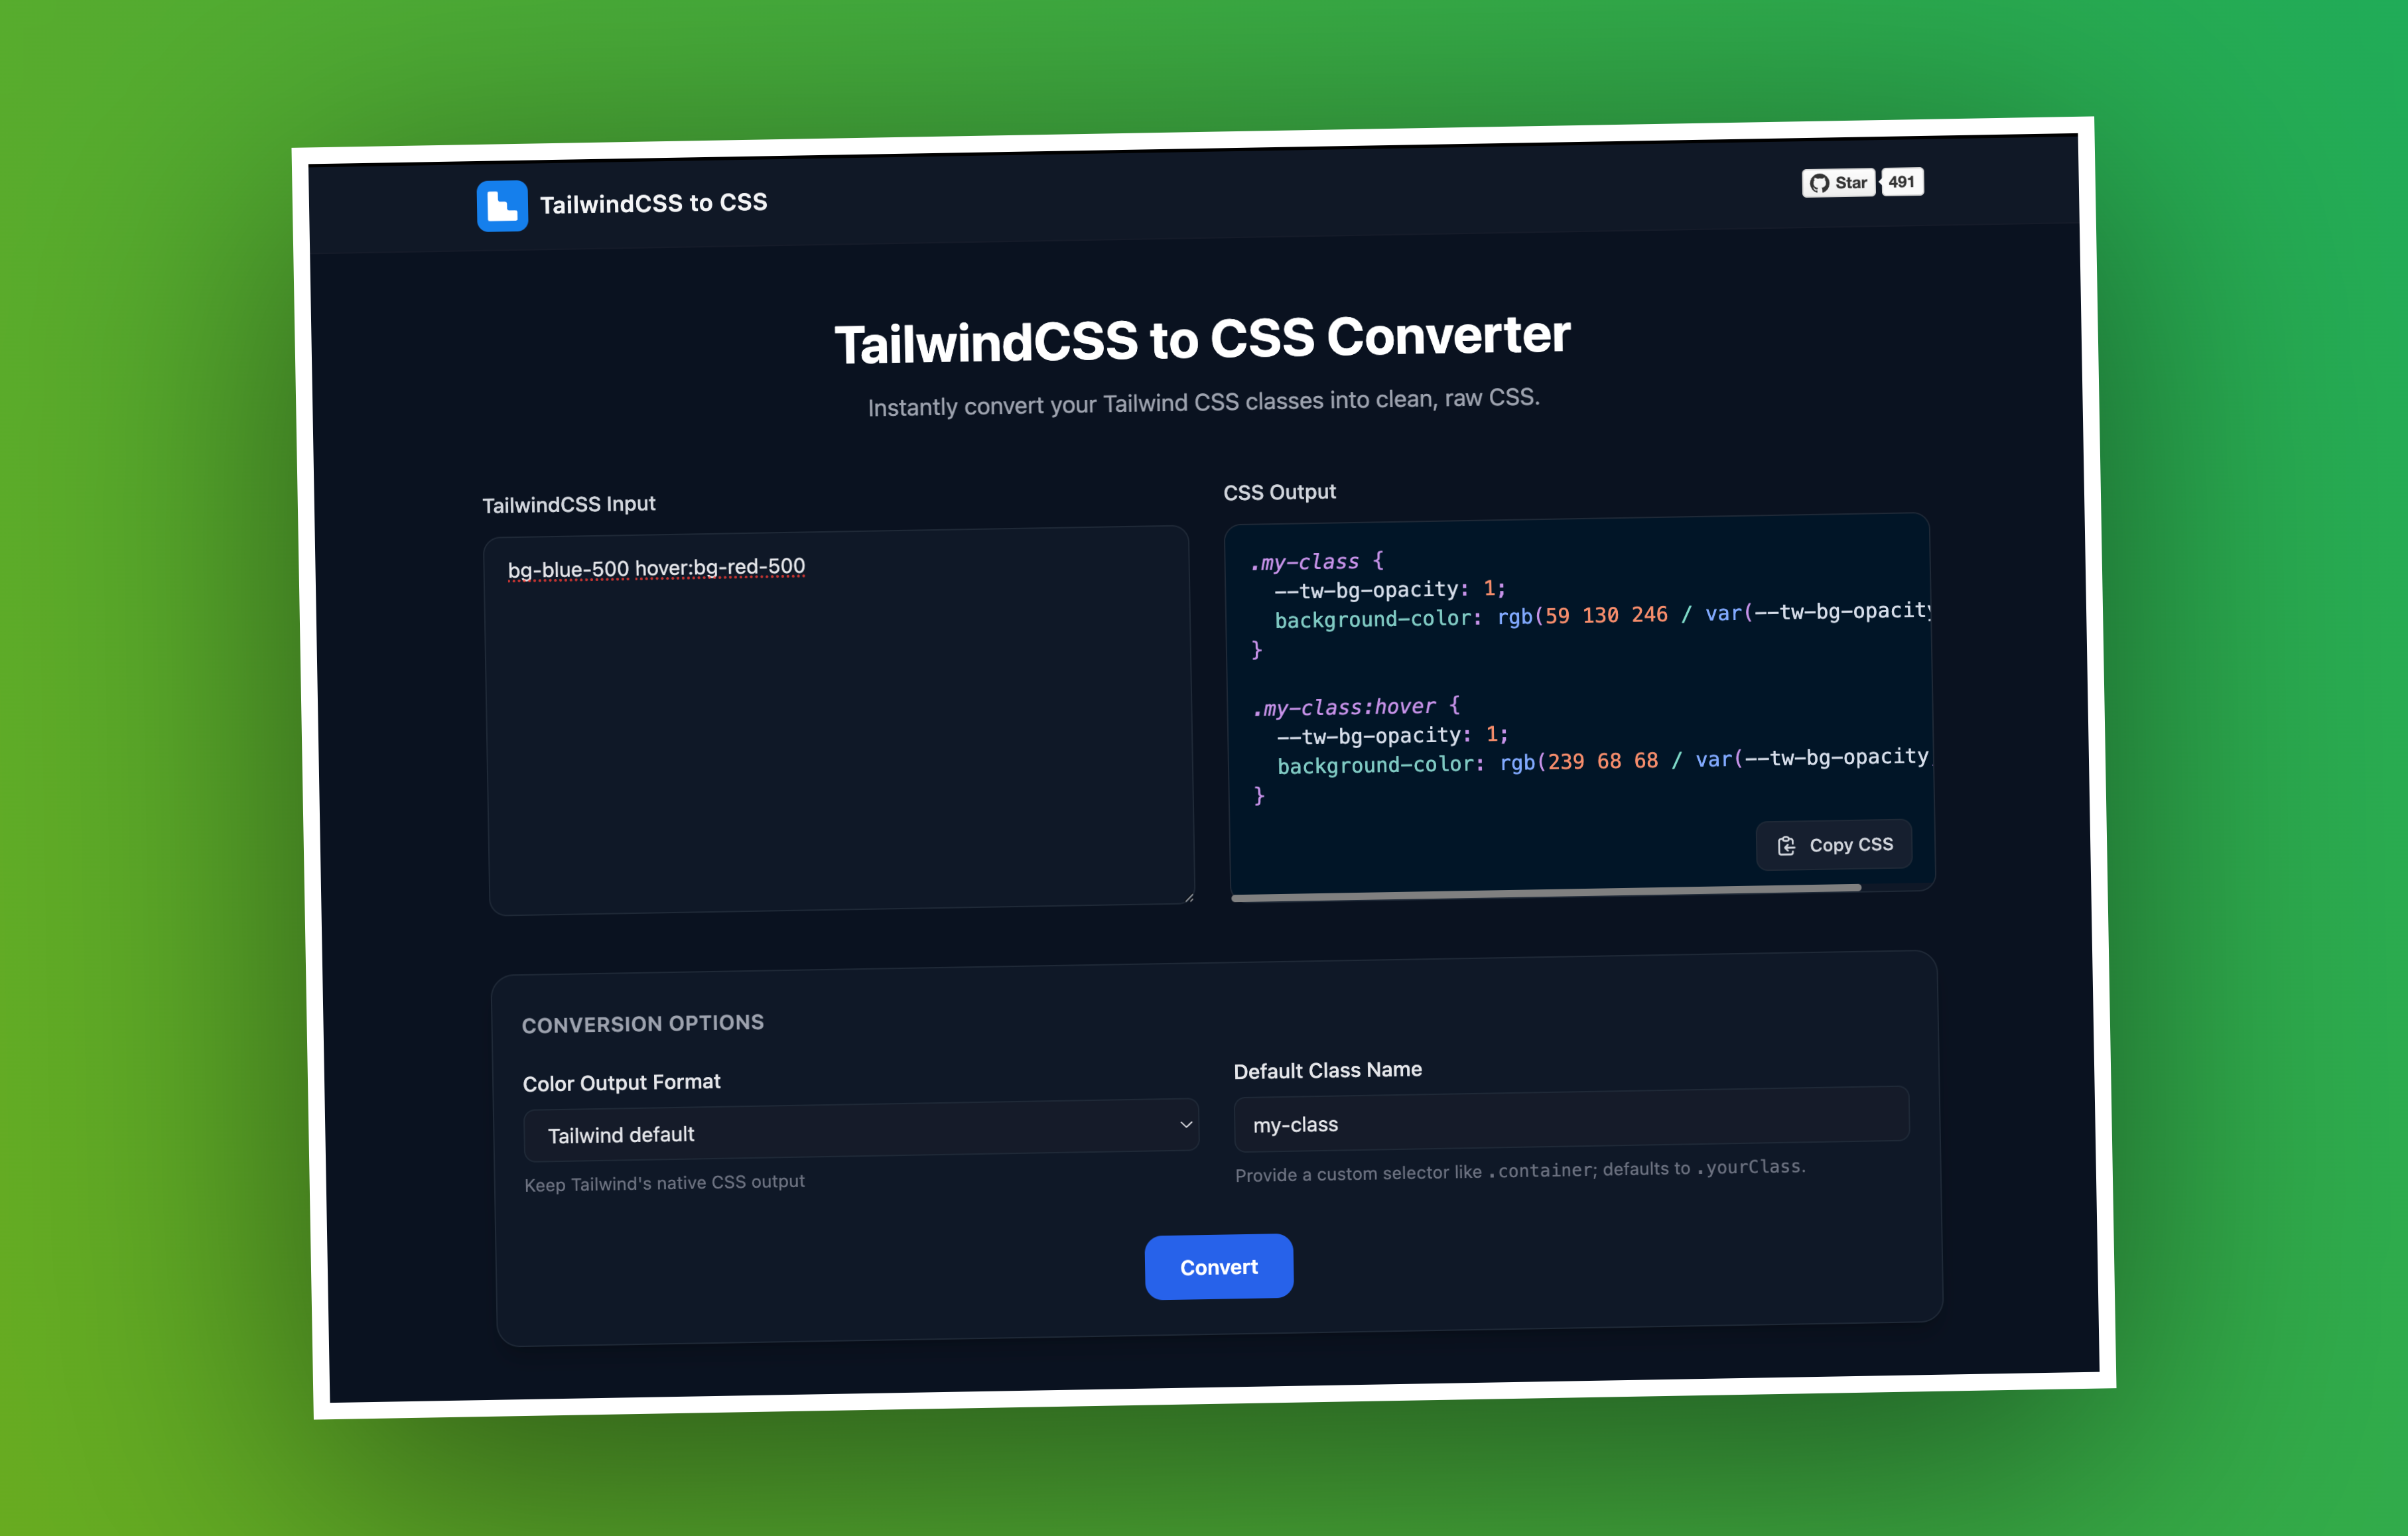 TailwindCSS to CSS
Star 491
TailwindCSS to CSS Converter
Instantly convert your Tailwind CSS classes into clean, raw CSS.
TailwindCSS Input
bg-blue-500 hover:bg-red-500
CSS Output
.my-class {
--tw-bg-opacity: 1;
background-color: rgb(59 130 246 / var(--tw-bg-opacity
}
.my-class:hover {
--tw-bg-opacity: 1;
background-color: rgb(239 68 68 / var(--tw-bg-opacity
}
Copy CSS
CONVERSION OPTIONS
Color Output Format
Tailwind default
Keep Tailwind's native CSS output
Default Class Name
my-class
Provide a custom selector like .container; defaults to .yourClass.
Convert